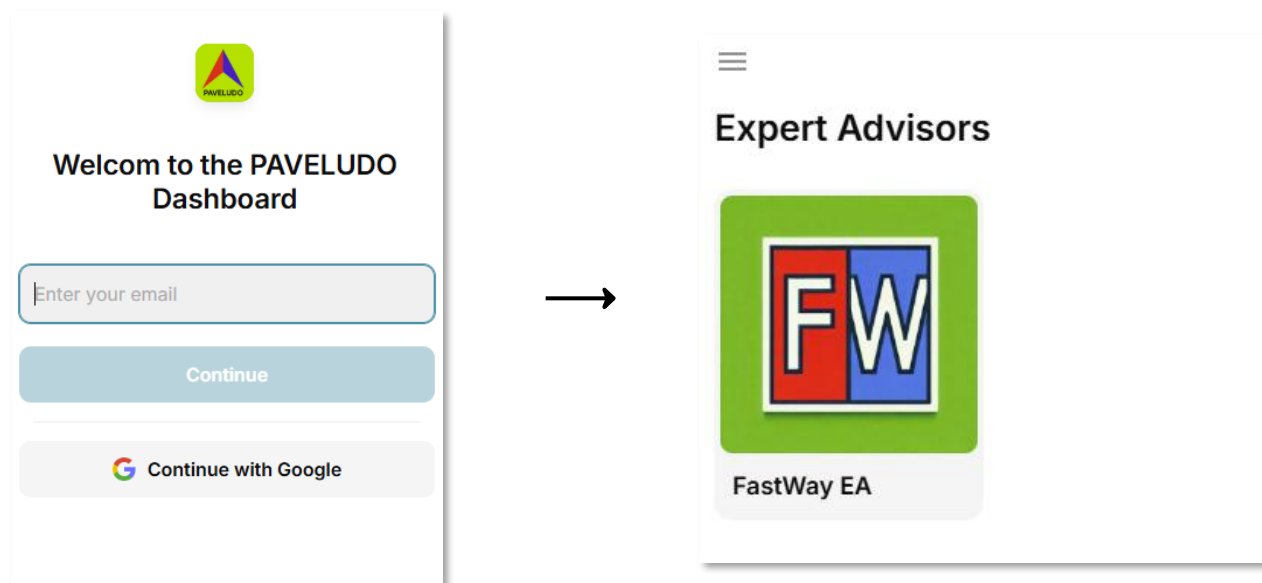 PAVELUDO
Welcom to the PAVELUDO
Dashboard
Enter your email
Continue
Continue with Google
Expert Advisors
FW
FastWay EA